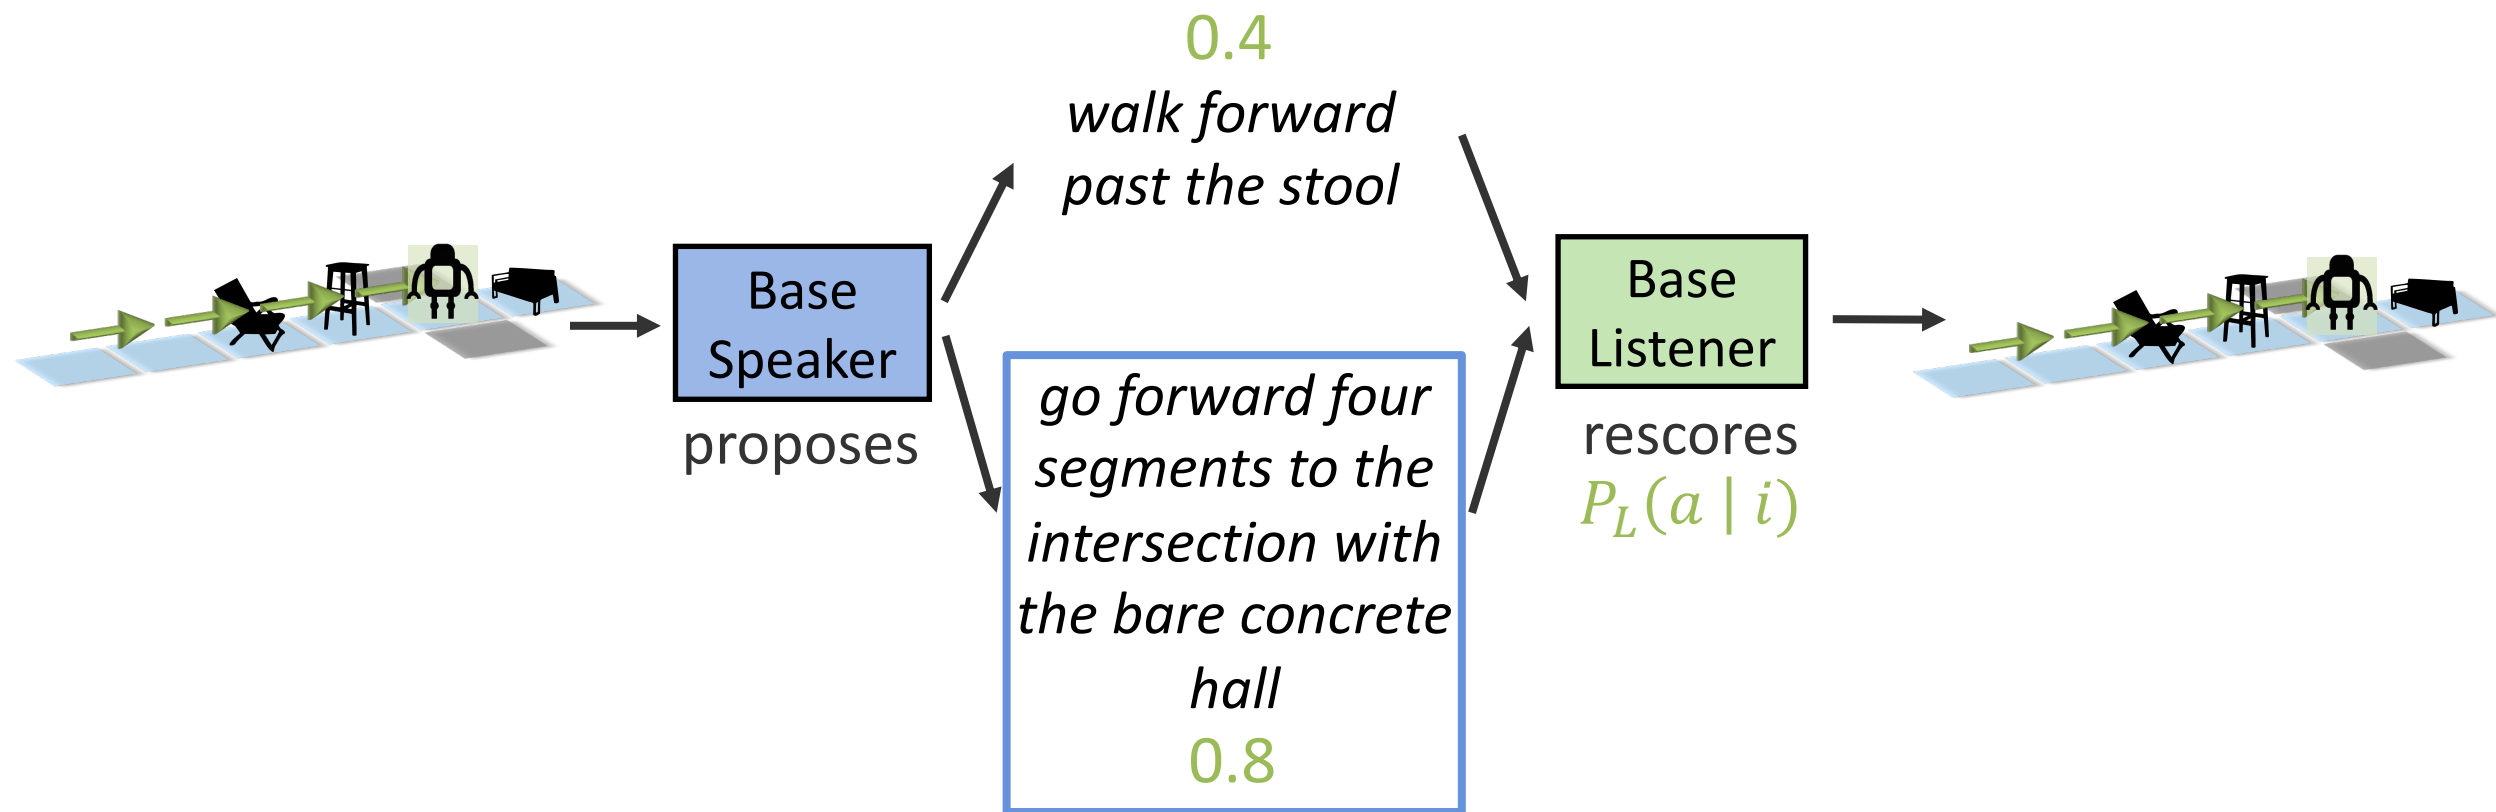 0.4
walk forward
past the stool
Base
Speaker
proposes
go forward four
segments to the
intersection with
the bare concrete
hall
0.8
Base
Listener
rescores
P_L(a | i)